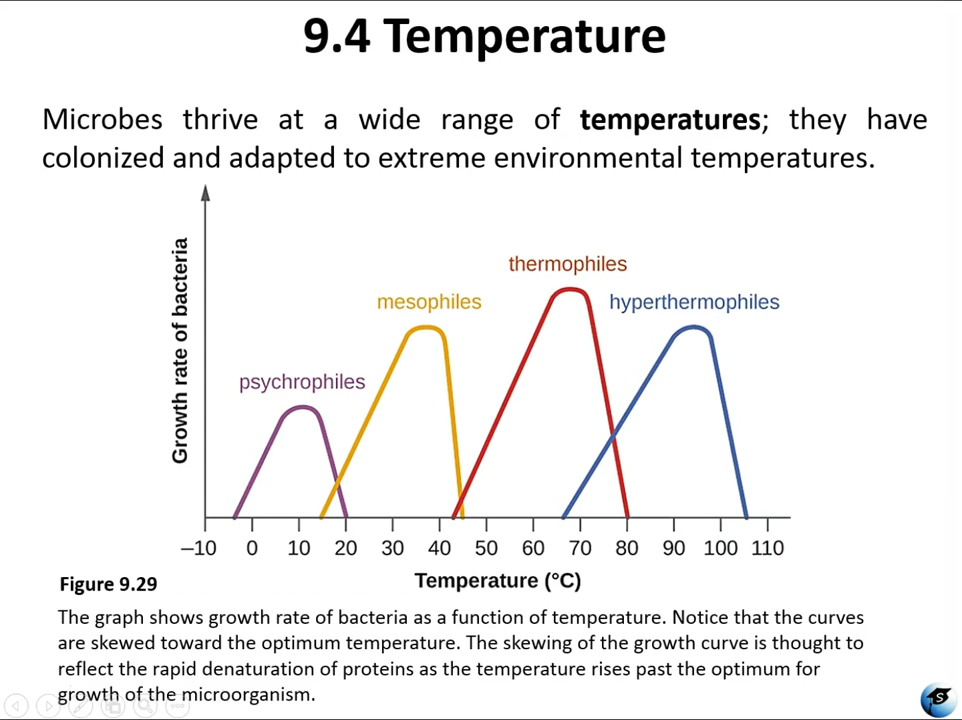 9.4 Temperature
Microbes thrive at a wide range of temperatures; they have
colonized and adapted to extreme environmental temperatures.
Growth rate of bacteria
thermophiles
mesophiles
hyperthermophiles
psychrophiles
–10 0 10 20 30 40 50 60 70 80 90 100 110
Temperature (°C)
Figure 9.29
The graph shows growth rate of bacteria as a function of temperature. Notice that the curves
are skewed toward the optimum temperature. The skewing of the growth curve is thought to
reflect the rapid denaturation of proteins as the temperature rises past the optimum for
growth of the microorganism.
S